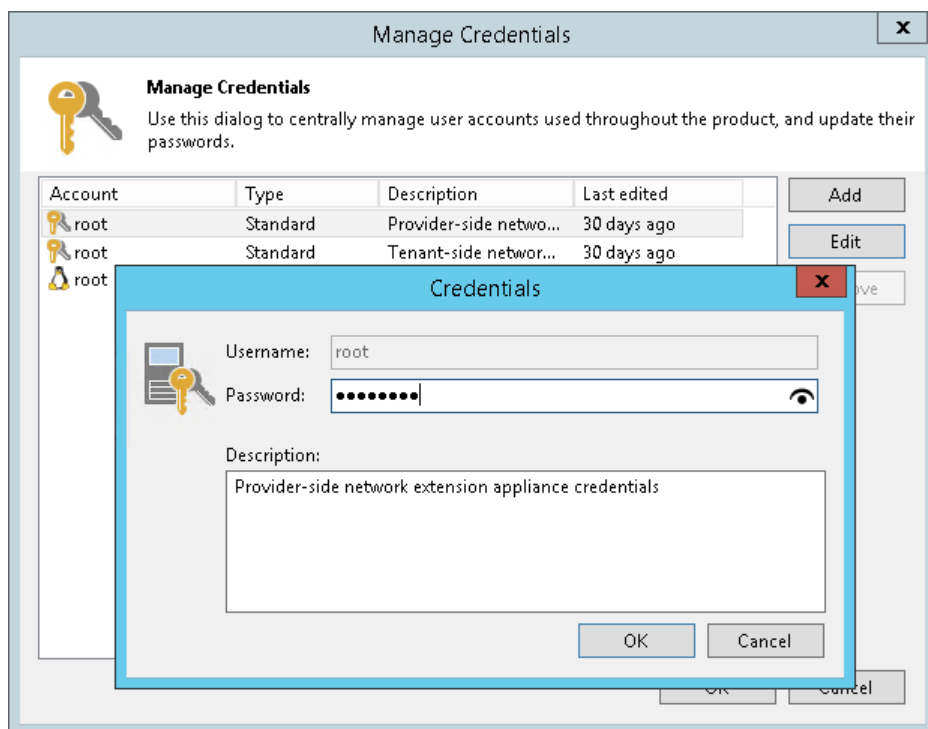 Manage Credentials
x
Manage Credentials
Use this dialog to centrally manage user accounts used throughout the product, and update their
passwords.
Account Type Description Last edited
root Standard Provider-side netwo... 30 days ago
root Standard Tenant-side networ... 30 days ago
root
Add
Edit
ove
Credentials
x
Username: root
Password: ●●●●●●●●
Description:
Provider-side network extension appliance credentials
OK Cancel
OK Cancel